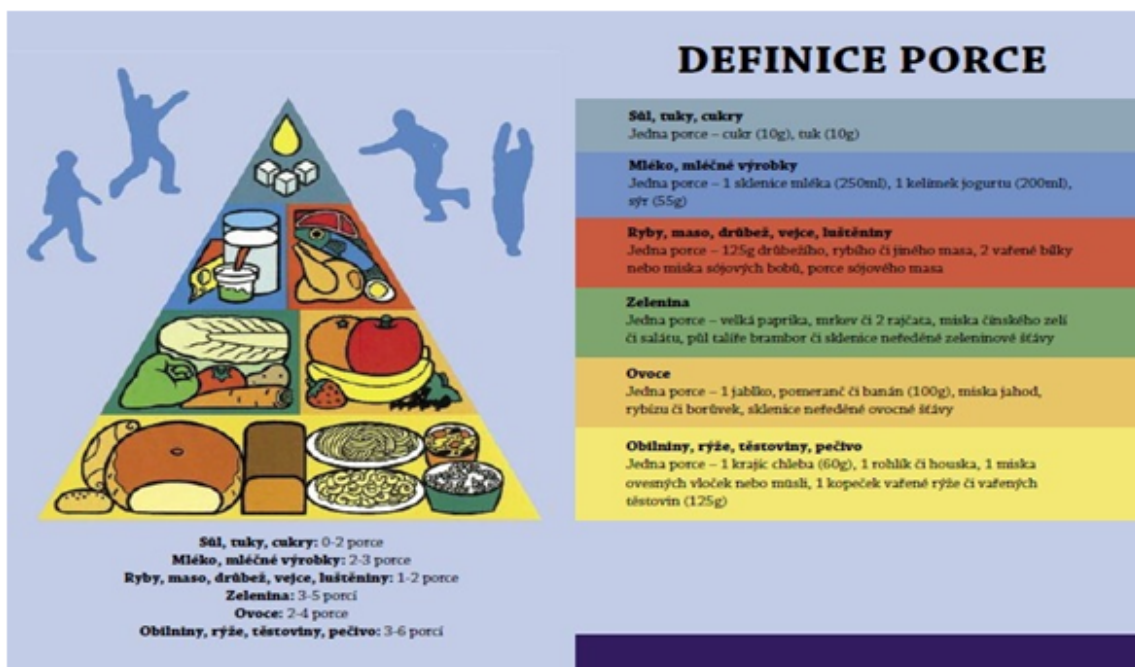 DEFINICE PORCE
Sůl, tuky, cukry
Jedna porce – cukr (10g), tuk (10g)
Mléko, mléčné výrobky
Jedna porce – 1 sklenice mléka (250ml), 1 kelímek jogurtu (200ml),
sýr (55g)
Ryby, maso, drůbež, vejce, luštěniny
Jedna porce – 125g drůbežího, rybího či jiného masa, 2 vařené bílky
nebo miska sójových bobů, porce sójového masa
Zelenina
Jedna porce – velká paprika, mrkev či 2 rajčata, miska čínského zelí
či salátu, půl talíře brambor či sklenice neředěné zeleninové šťávy
Ovoce
Jedna porce – 1 jablko, pomeranč či banán (100g), miska jahod,
rybízu či borůvek, sklenice neředěné ovocné šťávy
Obilniny, rýže, těstoviny, pečivo
Jedna porce – 1 krajíc chleba (60g), 1 rohlík či houska, 1 miska
ovesných vloček nebo müsli, 1 kopeček vařené rýže či vařených
těstovin (125g)
Sůl, tuky, cukry: 0-2 porce
Mléko, mléčné výrobky: 2-3 porce
Ryby, maso, drůbež, vejce, luštěniny: 1-2 porce
Zelenina: 3-5 porcí
Ovoce: 2-4 porce
Obilniny, rýže, těstoviny, pečivo: 3-6 porcí